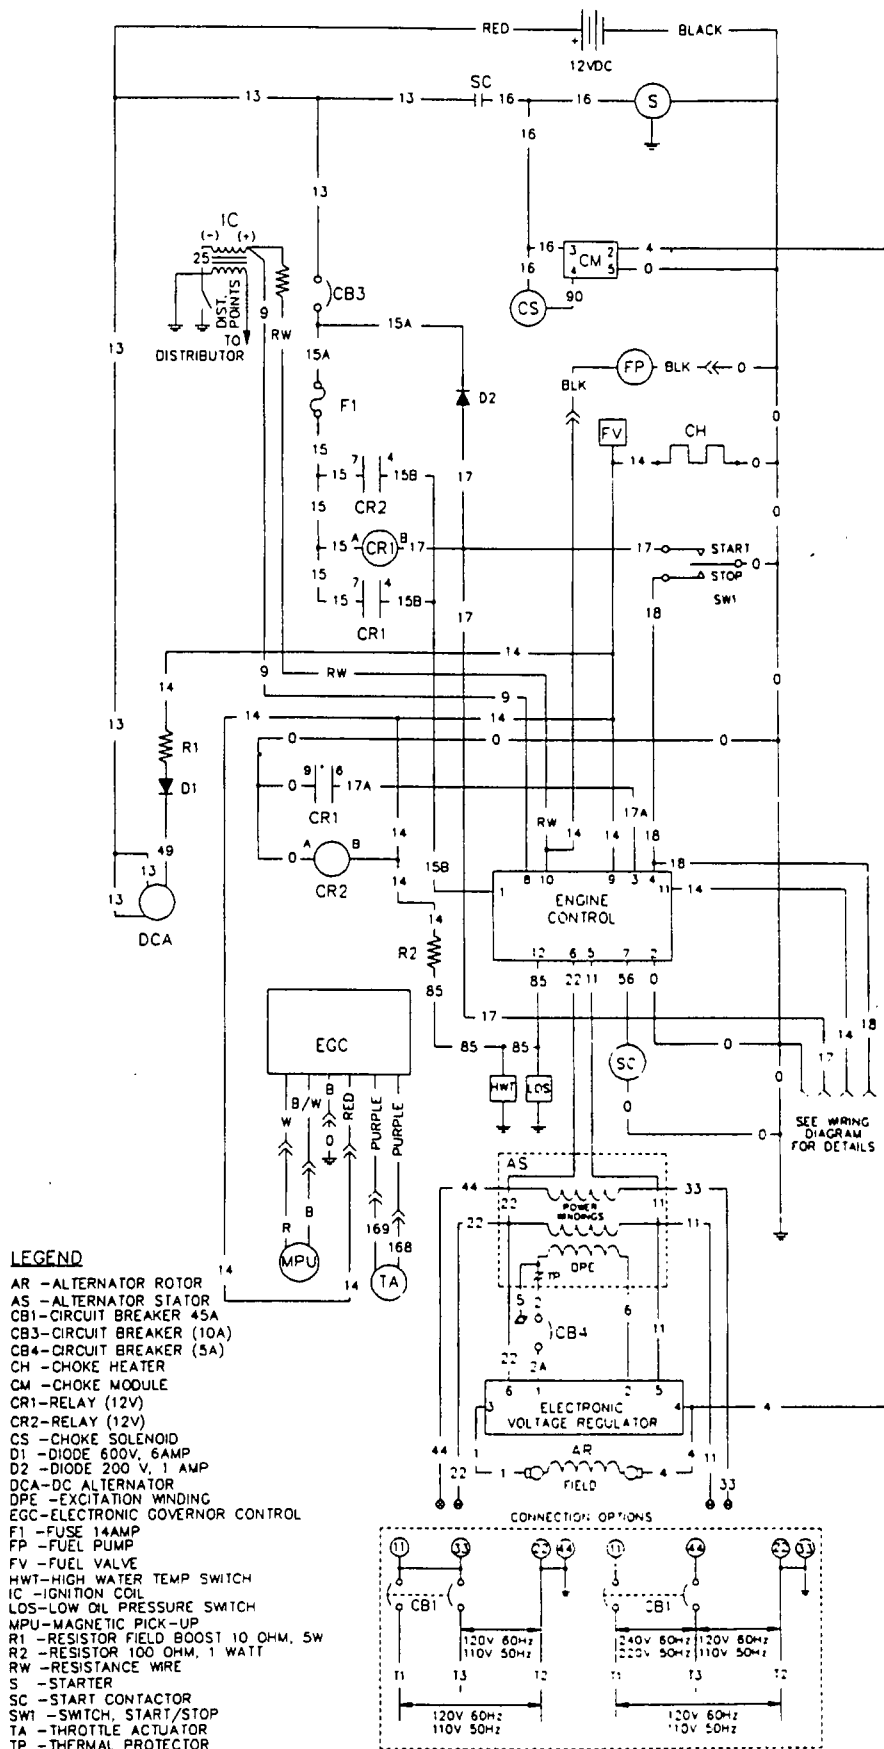 RED
BLACK
+
12VDC
SC
13
13
16
16
S
16
13
IC
(-) (+)
25
16
3 2
CM
4 5
4
0
16
CS
90
DIST.
POINTS
TO
DISTRIBUTOR
9
RW
CB3
15A
13
15A
FP
BLK
0
BLK
F1
D2
0
FV
CH
14
0
15
7 4
15
15B
CR2
17
0
15
A B
15
CR1
17
17
START
0
STOP
SW1
15
7 4
15
15B
CR1
17
18
14
14
9
RW
9
0
13
14
14
0
0
0
R1
D1
9 6
0
17A
CR1
17A
14
RW
14
14
18
A B
0
CR2
15B
18
49
13
13
DCA
14
8 10 9 3 4
1
11
14
ENGINE
CONTROL
14
R2
12 6 5 7 2
85
85
22
11
56
0
17
EGC
85
85
SC
0
17
14
18
HWT
LOS
0
0
SEE WIRING
DIAGRAM
FOR DETAILS
W
B/W
B
RED
PURPLE
PURPLE
0
AS
44
22
POWER
WINDINGS
11
33
22
11
R
B
169
168
MPU
TA
DPE
TP
14
14
5
2
6
11
CB4
22
2A
6 1 2 5
3
4
4
ELECTRONIC
VOLTAGE REGULATOR
44
22
1
1
AR
FIELD
4
4
11
33
LEGEND
AR -ALTERNATOR ROTOR
AS -ALTERNATOR STATOR
CB1-CIRCUIT BREAKER 45A
CB3-CIRCUIT BREAKER (10A)
CB4-CIRCUIT BREAKER (5A)
CH -CHOKE HEATER
CM -CHOKE MODULE
CR1-RELAY (12V)
CR2-RELAY (12V)
CS -CHOKE SOLENOID
D1 -DIODE 600V, 6AMP
D2 -DIODE 200 V, 1 AMP
DCA-DC ALTERNATOR
DPE -EXCITATION WINDING
EGC-ELECTRONIC GOVERNOR CONTROL
F1 -FUSE 14AMP
FP -FUEL PUMP
FV -FUEL VALVE
HWT-HIGH WATER TEMP SWITCH
IC -IGNITION COIL
LOS-LOW OIL PRESSURE SWITCH
MPU-MAGNETIC PICK-UP
R1 -RESISTOR FIELD BOOST 10 OHM, 5W
R2 -RESISTOR 100 OHM, 1 WATT
RW -RESISTANCE WIRE
S -STARTER
SC -START CONTACTOR
SW1 -SWITCH, START/STOP
TA -THROTTLE ACTUATOR
TP -THERMAL PROTECTOR
CONNECTION OPTIONS
11 33 22 44
11 44 22 33
CB1
CB1
120V 60Hz
110V 50Hz
240V 60Hz
220V 50Hz
120V 60Hz
110V 50Hz
T1 T3 T2
T1 T3 T2
120V 60Hz
110V 50Hz
120V 60Hz
110V 50Hz